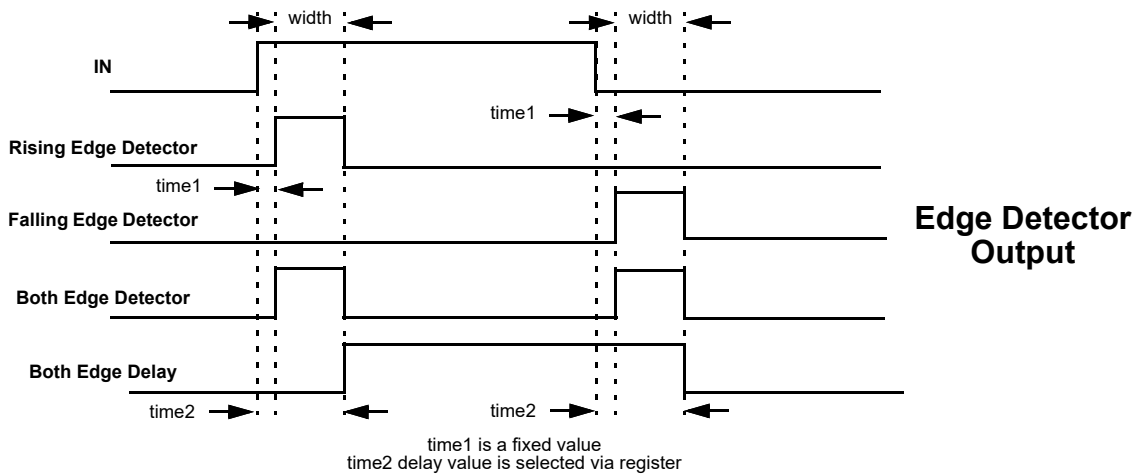 width
width
IN
time1
Rising Edge Detector
time1
Falling Edge Detector
Edge Detector
Output
Both Edge Detector
Both Edge Delay
time2
time2
time1 is a fixed value
time2 delay value is selected via register